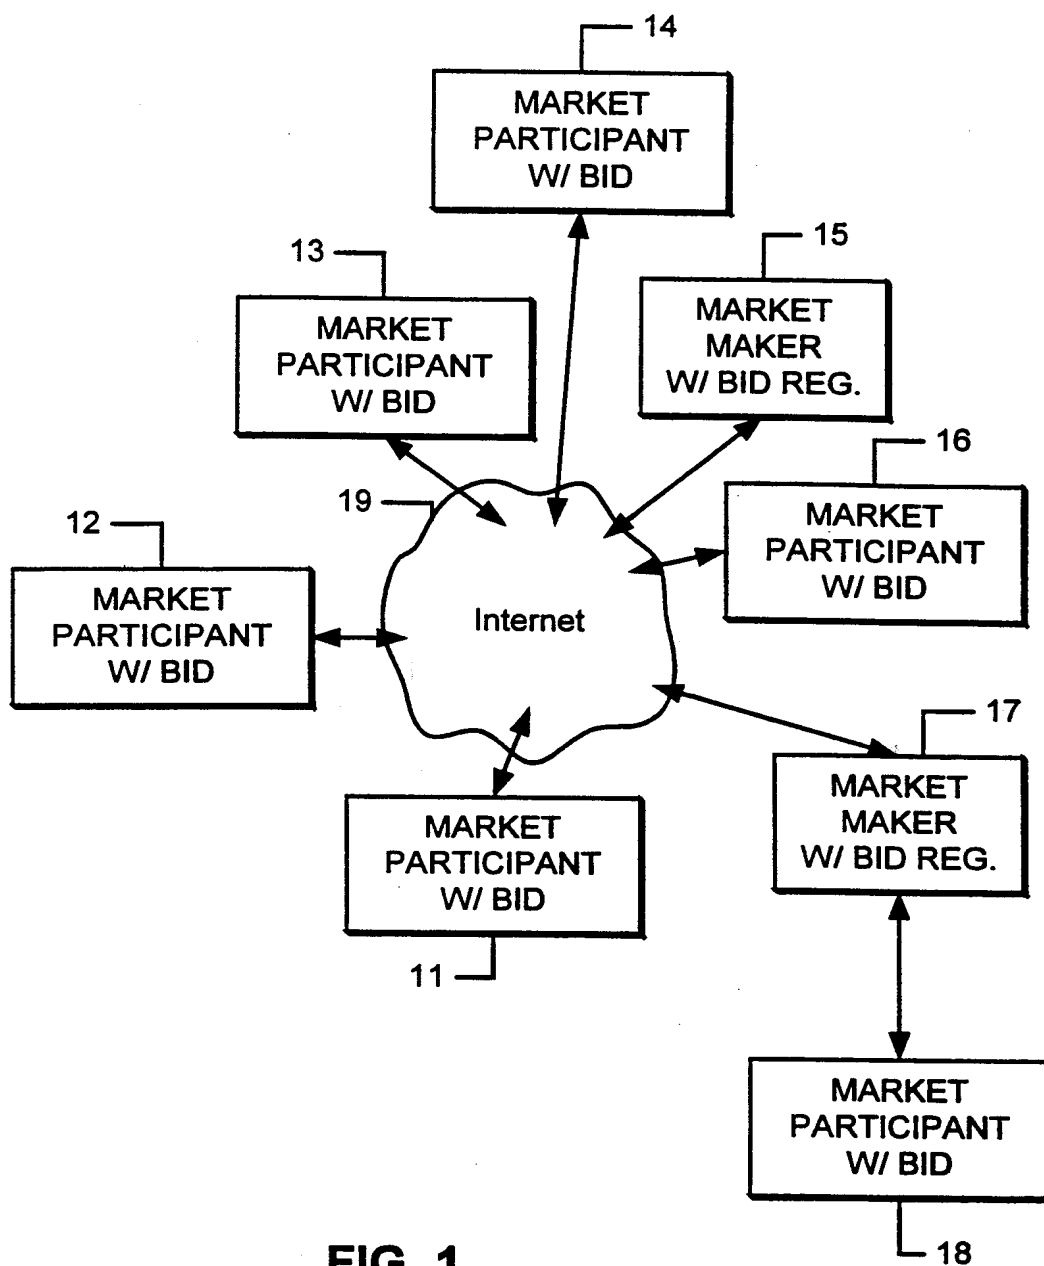 14
MARKET
PARTICIPANT
W/ BID
13
MARKET
PARTICIPANT
W/ BID
15
MARKET
MAKER
W/ BID REG.
16
MARKET
PARTICIPANT
W/ BID
12
MARKET
PARTICIPANT
W/ BID
19
Internet
17
MARKET
MAKER
W/ BID REG.
MARKET
PARTICIPANT
W/ BID
11
MARKET
PARTICIPANT
W/ BID
18
FIG. 1